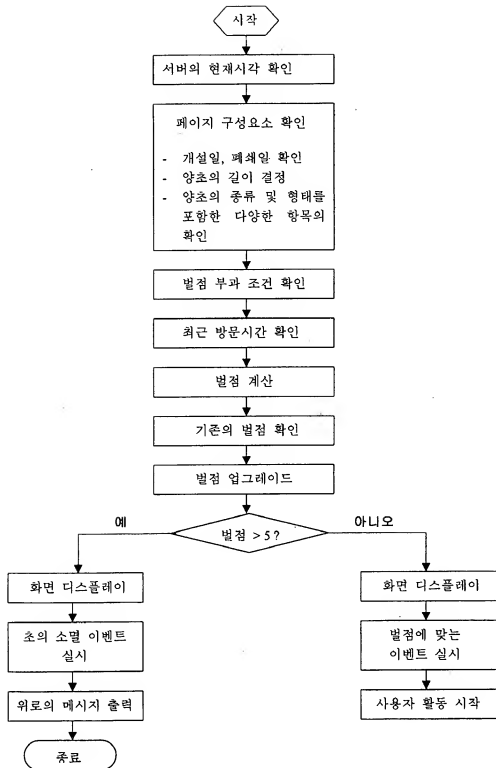 시작
서버의 현재시각 확인
페이지 구성요소 확인
- 개설일, 폐쇄일 확인
- 양초의 길이 결정
- 양초의 종류 및 형태를
포함한 다양한 항목의
확인
벌점 부과 조건 확인
최근 방문시간 확인
벌점 계산
기존의 벌점 확인
벌점 업그레이드
벌점 > 5 ?
예
아니오
화면 디스플레이
초의 소멸 이벤트
실시
위로의 메시지 출력
종료
화면 디스플레이
벌점에 맞는
이벤트 실시
사용자 활동 시작